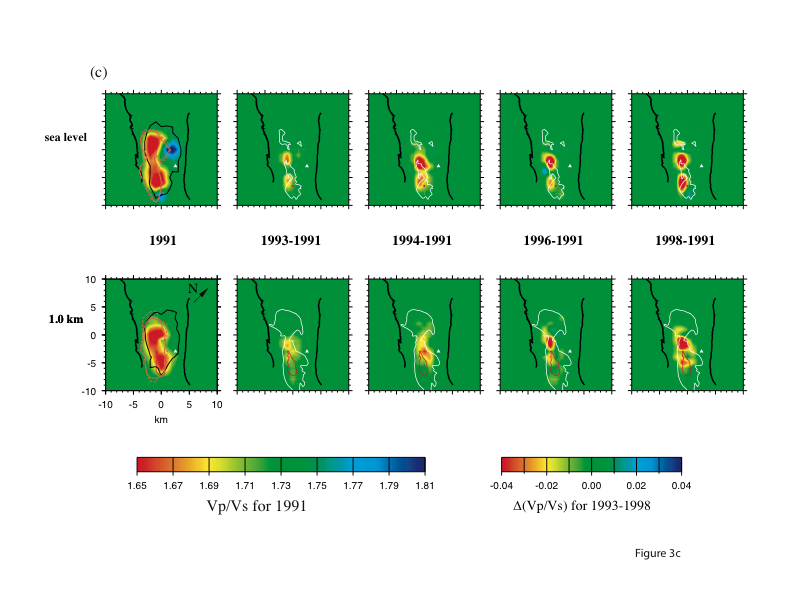 (c)
sea level
1991 1993-1991 1994-1991 1996-1991 1998-1991
10
N
5
1.0 km
0
-5
-10
-10 -5 0 5 10
km
1.65 1.67 1.69 1.71 1.73 1.75 1.77 1.79 1.81
-0.04 -0.02 0.00 0.02 0.04
Vp/Vs for 1991
Δ(Vp/Vs) for 1993-1998
Figure 3c